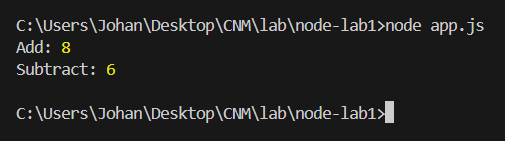 C:\Users\Johan\Desktop\CNM\lab\node-lab1>node app.js
Add: 8
Subtract: 6
C:\Users\Johan\Desktop\CNM\lab\node-lab1>